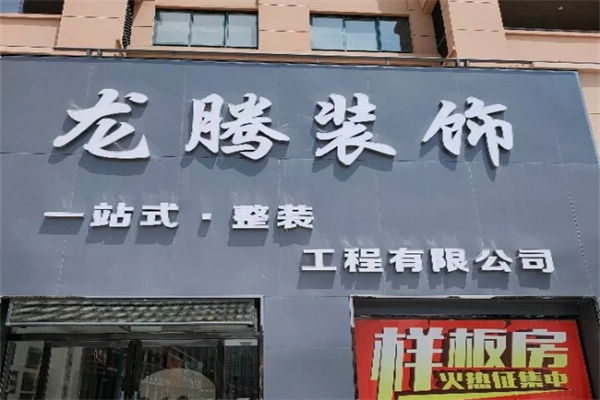 龙腾装饰
一站式·整装
工程有限公司
样板房
火热征集中